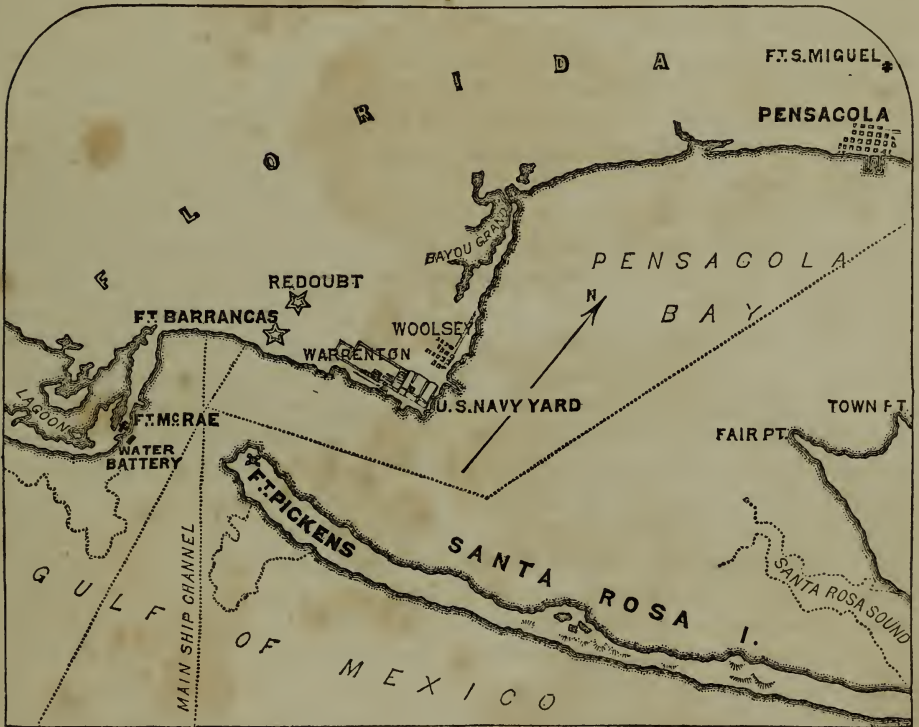 FLORIDA
FT. S. MIGUEL
PENSACOLA
BAYOU GRAND
PENSACOLA
BAY
N
REDOUBT
FT. BARRANCAS
WOOLSEY
WARRENTON
U.S. NAVY YARD
LAGOON
FT. McRAE
WATER
BATTERY
TOWN PT.
FAIR PT.
FT. PICKENS
SANTA ROSA I.
SANTA ROSA SOUND
MAIN SHIP CHANNEL
GULF OF MEXICO